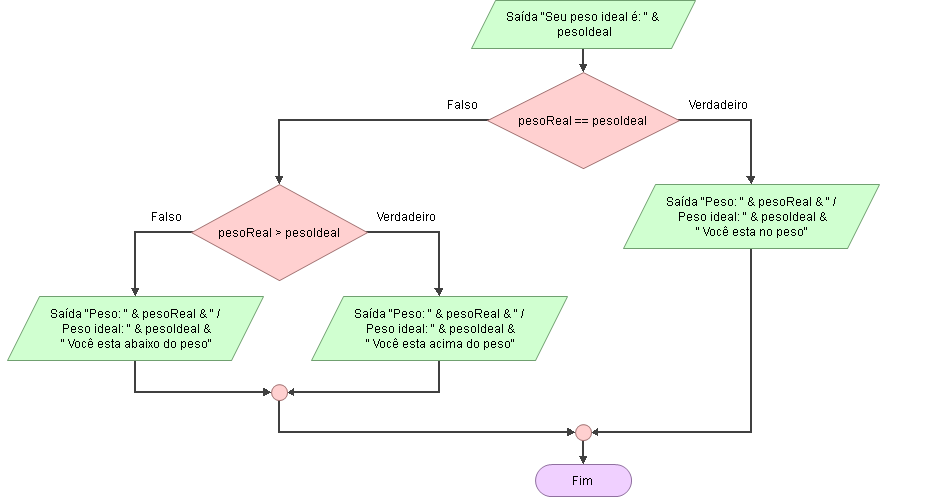 Saída "Seu peso ideal é: " &
pesoIdeal
Falso
Verdadeiro
pesoReal == pesoIdeal
Saída "Peso: " & pesoReal & " /
Peso ideal: " & pesoIdeal &
" Você esta no peso"
Falso
Verdadeiro
pesoReal > pesoIdeal
Saída "Peso: " & pesoReal & " /
Peso ideal: " & pesoIdeal &
" Você esta abaixo do peso"
Saída "Peso: " & pesoReal & " /
Peso ideal: " & pesoIdeal &
" Você esta acima do peso"
Fim